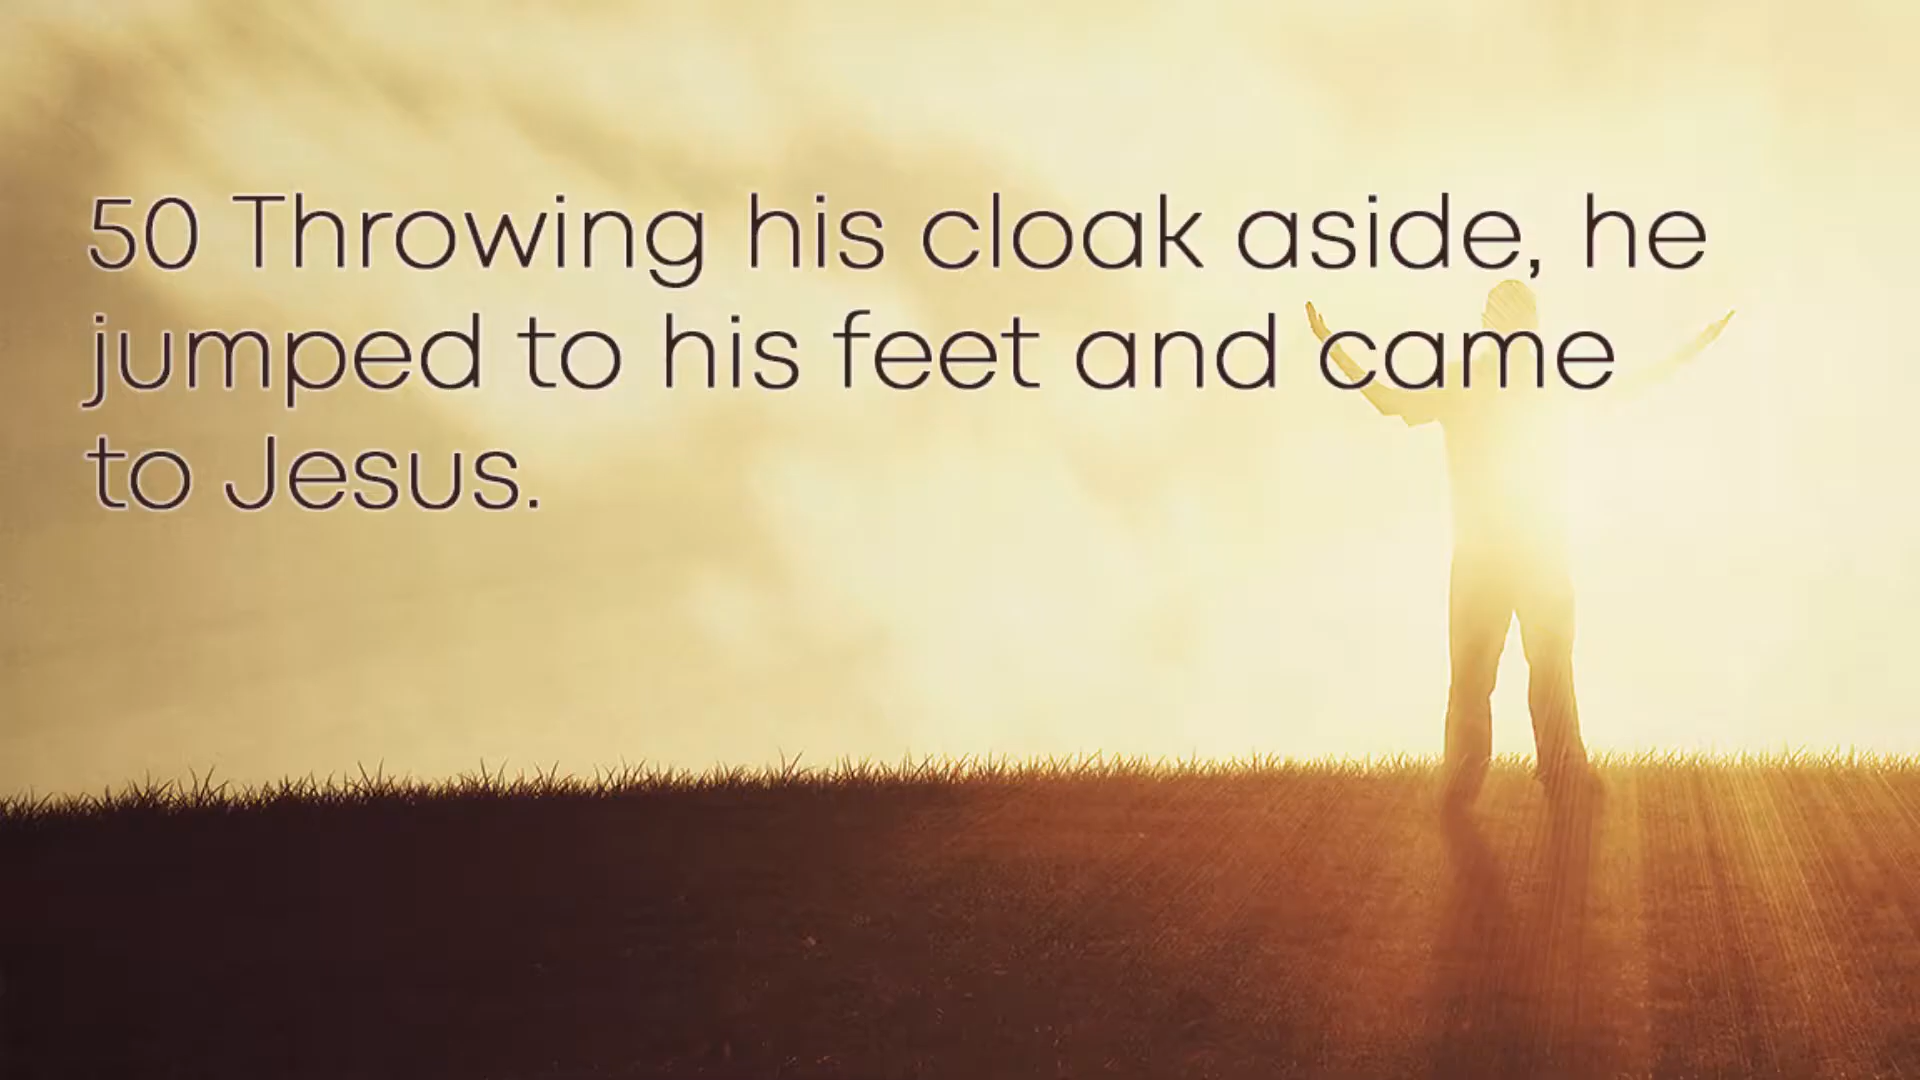 50 Throwing his cloak aside, he
jumped to his feet and came
to Jesus.